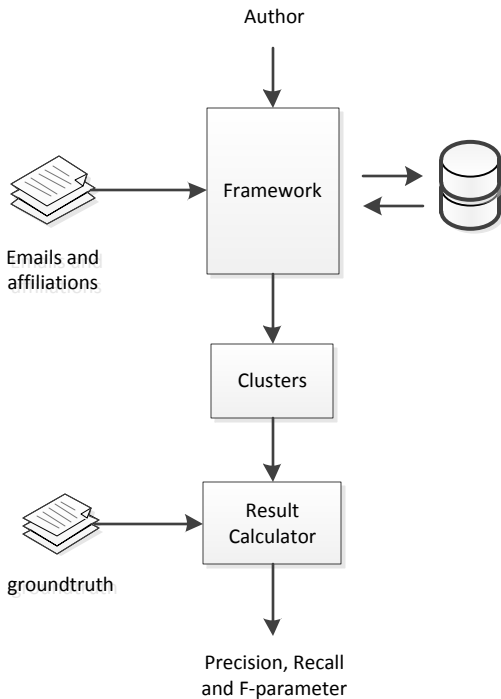 Author
Framework
Emails and
affiliations
Clusters
Result
Calculator
groundtruth
Precision, Recall
and F-parameter